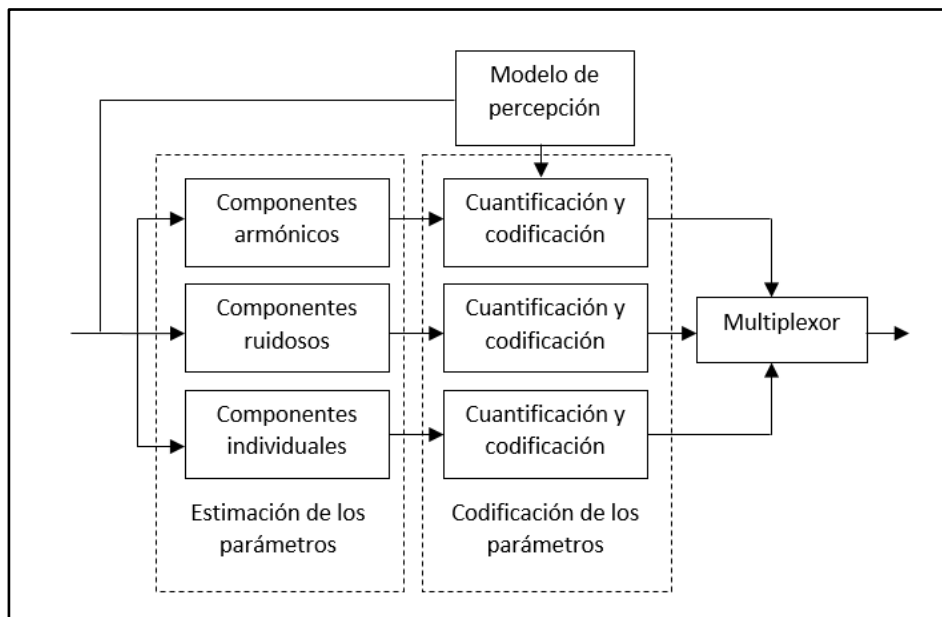 Modelo de
percepción
Componentes
armónicos
Cuantificación y
codificación
Componentes
ruidosos
Cuantificación y
codificación
Multiplexor
Componentes
individuales
Cuantificación y
codificación
Estimación de los
parámetros
Codificación de los
parámetros